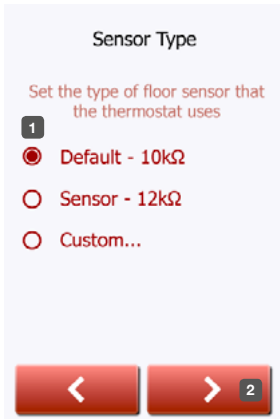 Sensor Type
Set the type of floor sensor that
the thermostat uses
1
Default - 10kΩ
Sensor - 12kΩ
Custom...
2